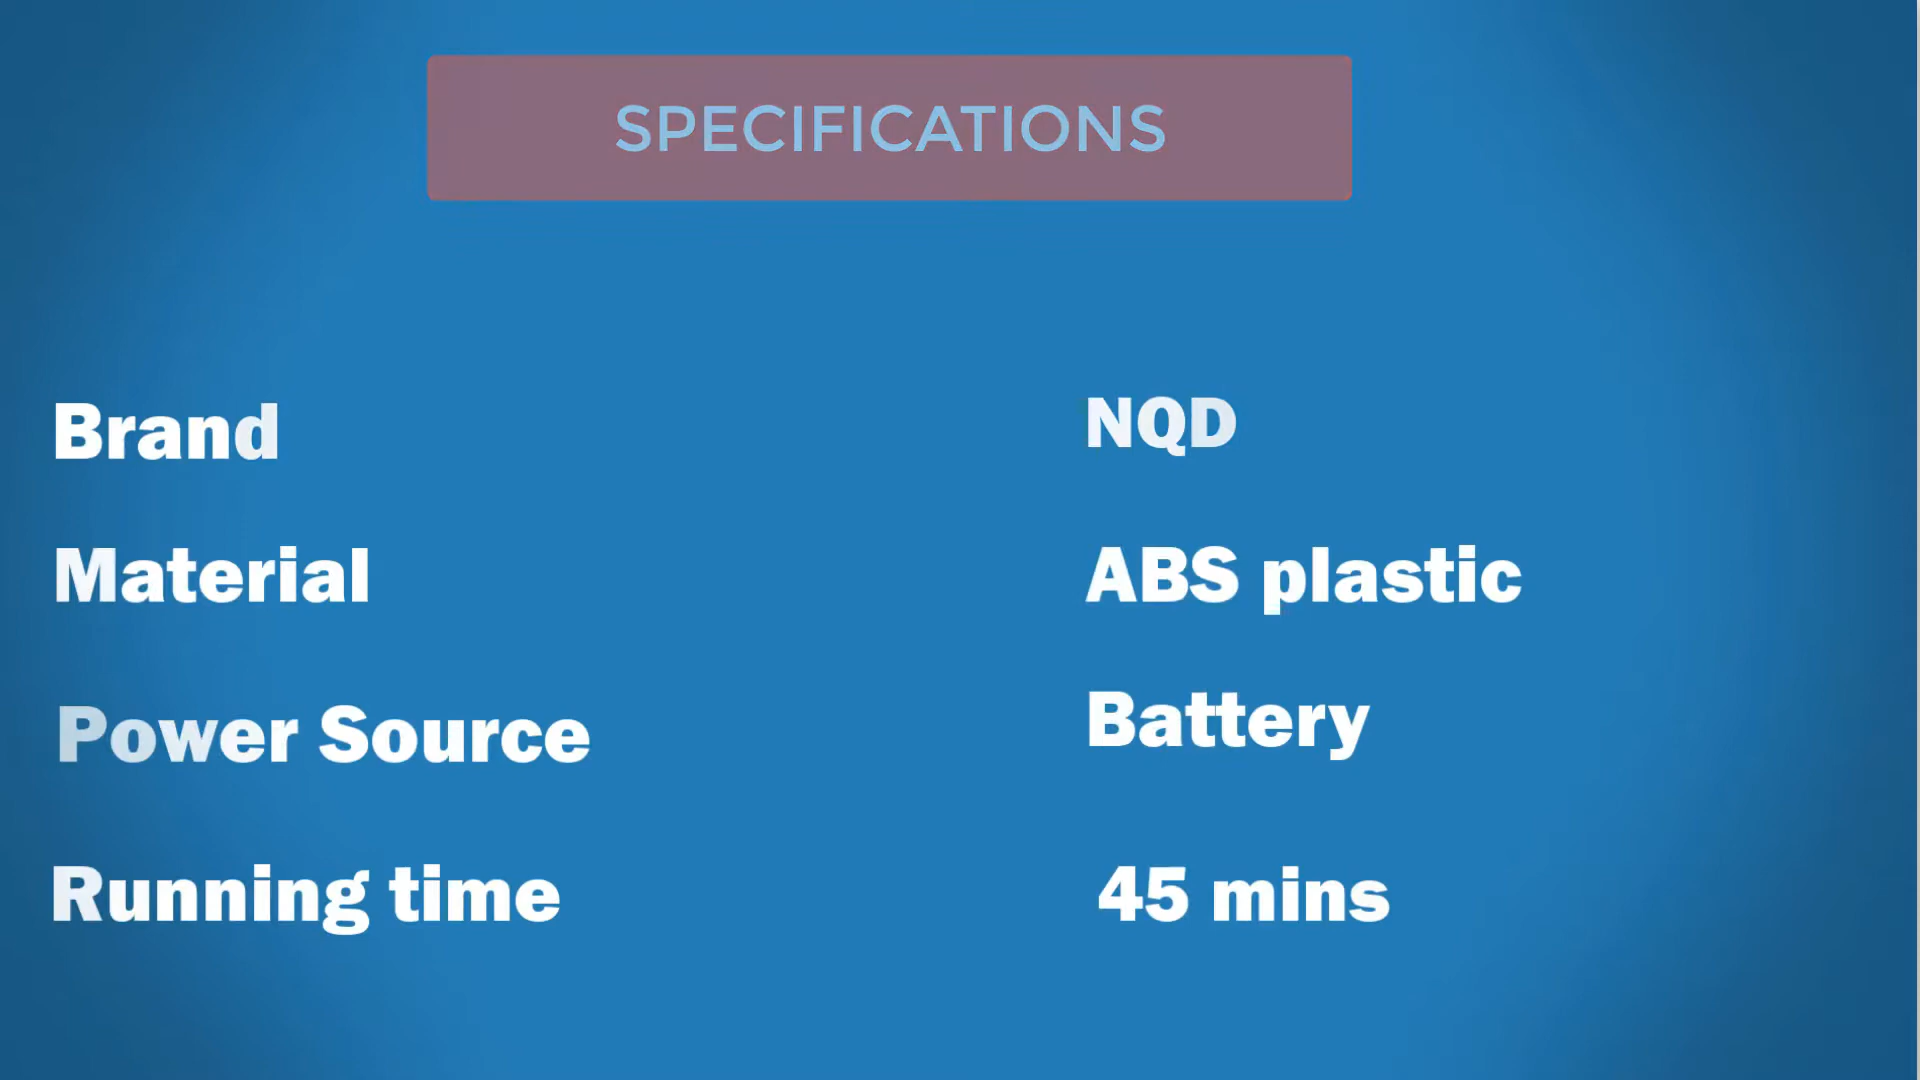 SPECIFICATIONS
Brand NQD
Material ABS plastic
Power Source Battery
Running time 45 mins